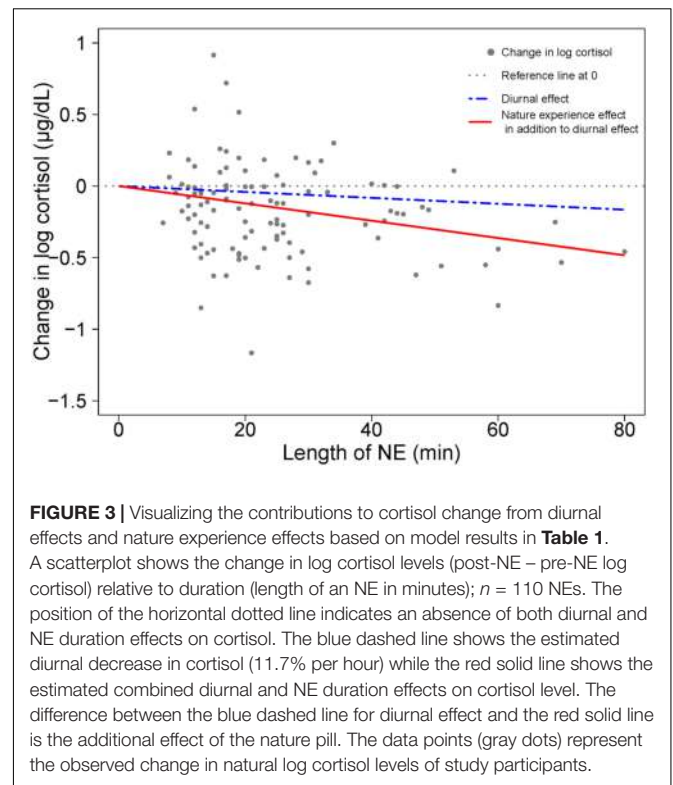 1
0.5
0
−0.5
−1
−1.5
Change in log cortisol (µg/dL)
Change in log cortisol
Reference line at 0
Diurnal effect
Nature experience effect
in addition to diurnal effect
0 20 40 60 80
Length of NE (min)
FIGURE 3 | Visualizing the contributions to cortisol change from diurnal
effects and nature experience effects based on model results in Table 1.
A scatterplot shows the change in log cortisol levels (post-NE – pre-NE log
cortisol) relative to duration (length of an NE in minutes); n = 110 NEs. The
position of the horizontal dotted line indicates an absence of both diurnal and
NE duration effects on cortisol. The blue dashed line shows the estimated
diurnal decrease in cortisol (11.7% per hour) while the red solid line shows the
estimated combined diurnal and NE duration effects on cortisol level. The
difference between the blue dashed line for diurnal effect and the red solid line
is the additional effect of the nature pill. The data points (gray dots) represent
the observed change in natural log cortisol levels of study participants.